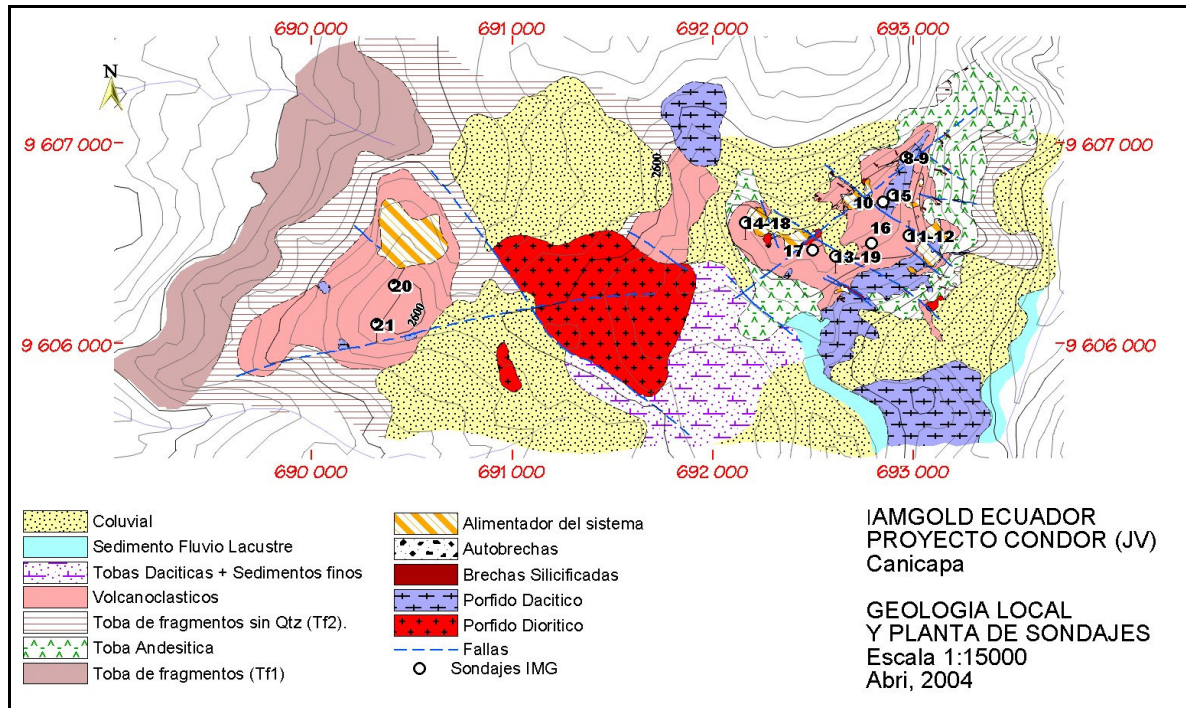 690 000 691 000 692 000 693 000
N
9 607 000 9 607 000
2600
8-9
10 15
14-18 16 11-12
17 13-19
20
2600
21
9 606 000 9 606 000
690 000 691 000 692 000 693 000
Coluvial
Sedimento Fluvio Lacustre
Tobas Daciticas + Sedimentos finos
Volcanoclasticos
Toba de fragmentos sin Qtz (Tf2).
Toba Andesitica
Toba de fragmentos (Tf1)
Alimentador del sistema
Autobrechas
Brechas Silicificadas
Porfido Dacitico
Porfido Dioritico
Fallas
Sondajes IMG
IAMGOLD ECUADOR
PROYECTO CONDOR (JV)
Canicapa
GEOLOGIA LOCAL
Y PLANTA DE SONDAJES
Escala 1:15000
Abri, 2004